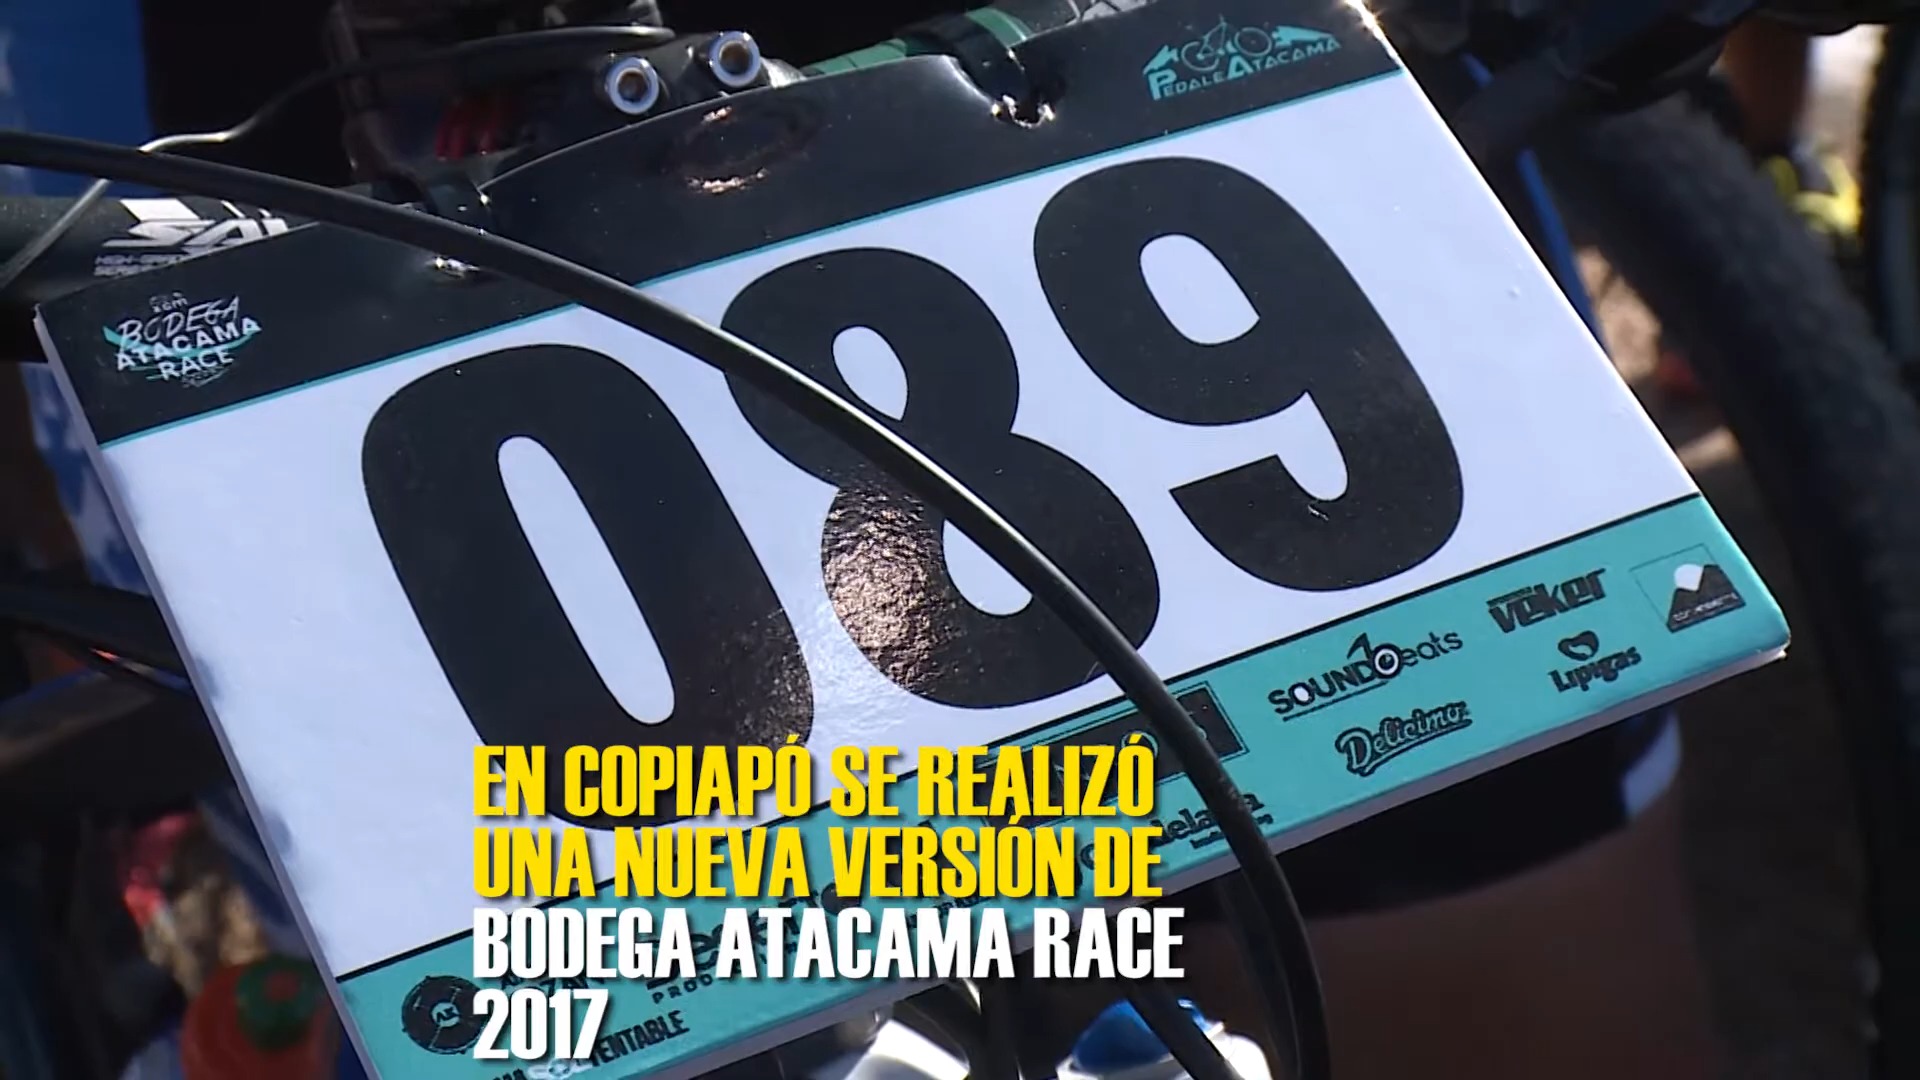 PEDALEATACAMA
BODEGA
ATACAMA
RACE
089
veker
SOUNDBeats
Lipigas
Delicimo
EN COPIAPÓ SE REALIZÓ
UNA NUEVA VERSIÓN DE
BODEGA ATACAMA RACE
2017